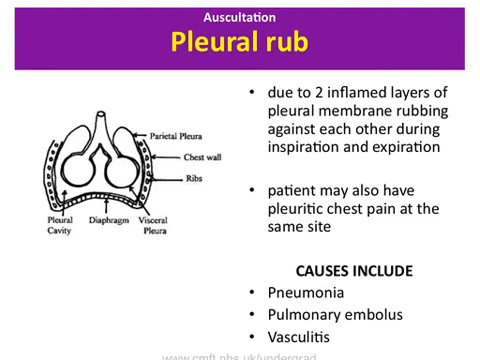 Auscultation
Pleural rub
• due to 2 inflamed layers of
pleural membrane rubbing
against each other during
inspiration and expiration
• patient may also have
pleuritic chest pain at the
same site
CAUSES INCLUDE
• Pneumonia
• Pulmonary embolus
• Vasculitis
Parietal Pleura
Chest wall
Ribs
Pleural
Cavity
Diaphragm
Visceral
Pleura
www.cmft.nhs.uk/undergrad